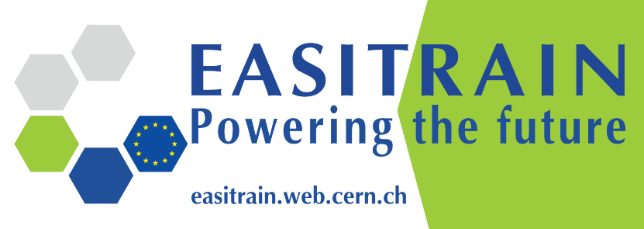 EASITRAIN
Powering the future
easitrain.web.cern.ch